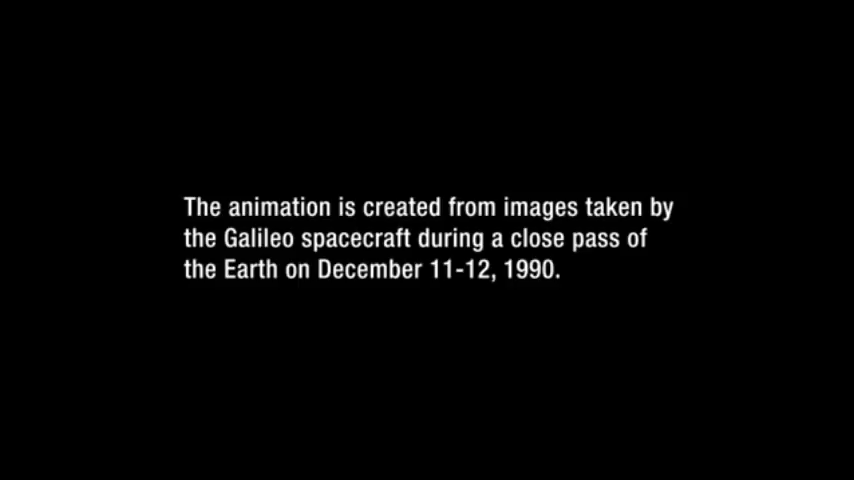 The animation is created from images taken by
the Galileo spacecraft during a close pass of
the Earth on December 11-12, 1990.